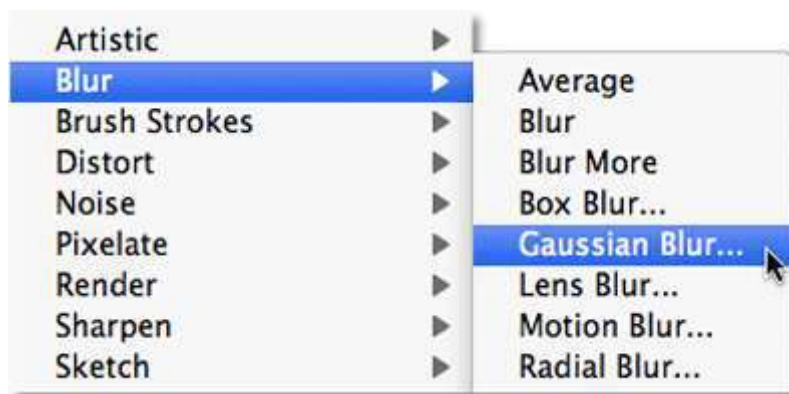 Artistic
Blur
Brush Strokes
Distort
Noise
Pixelate
Render
Sharpen
Sketch
Average
Blur
Blur More
Box Blur...
Gaussian Blur...
Lens Blur...
Motion Blur...
Radial Blur...